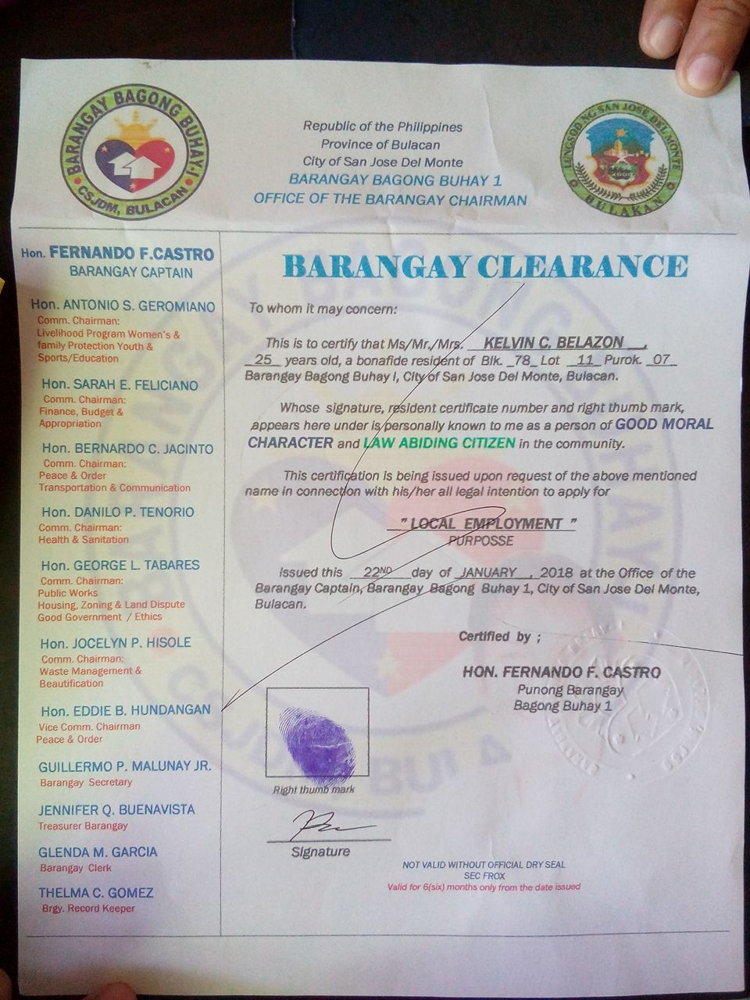 BARANGAY BAGONG BUHAY-I
CSJDM, BULACAN
Republic of the Philippines
Province of Bulacan
City of San Jose Del Monte
BARANGAY BAGONG BUHAY 1
OFFICE OF THE BARANGAY CHAIRMAN
LUNGSOD NG SAN JOSE DEL MONTE
BULAKAN
Hon. FERNANDO F.CASTRO
BARANGAY CAPTAIN
Hon. ANTONIO S. GEROMIANO
Comm. Chairman:
Livelihood Program Women's &
family Protection Youth &
Sports/Education
Hon. SARAH E. FELICIANO
Comm. Chairman:
Finance, Budget &
Appropriation
Hon. BERNARDO C. JACINTO
Comm. Chairman:
Peace & Order
Transportation & Communication
Hon. DANILO P. TENORIO
Comm. Chairman:
Health & Sanitation
Hon. GEORGE L. TABARES
Comm. Chairman:
Public Works
Housing, Zoning & Land Dispute
Good Government / Ethics
Hon. JOCELYN P. HISOLE
Comm. Chairman:
Waste Management &
Beautification
Hon. EDDIE B. HUNDANGAN
Vice Comm. Chairman
Peace & Order
GUILLERMO P. MALUNAY JR.
Barangay Secretary
JENNIFER Q. BUENAVISTA
Treasurer Barangay
GLENDA M. GARCIA
Barangay Clerk
THELMA C. GOMEZ
Brgy. Record Keeper
BARANGAY CLEARANCE
To whom it may concern:
This is to certify that Ms/Mr./Mrs. KELVIN C. BELAZON ,
25 years old, a bonafide resident of Blk. 78 Lot 11 Purok. 07
Barangay Bagong Buhay I, City of San Jose Del Monte, Bulacan.
Whose signature, resident certificate number and right thumb mark,
appears here under is personally known to me as a person of GOOD MORAL
CHARACTER and LAW ABIDING CITIZEN in the community.
This certification is being issued upon request of the above mentioned
name in connection with his/her all legal intention to apply for
" LOCAL EMPLOYMENT "
PURPOSSE
Issued this 22ND day of JANUARY , 2018 at the Office of the
Barangay Captain, Barangay Bagong Buhay 1, City of San Jose Del Monte,
Bulacan.
Certified by ;
HON. FERNANDO F. CASTRO
Punong Barangay
Bagong Buhay 1
Right thumb mark
Signature
NOT VALID WITHOUT OFFICIAL DRY SEAL
SEC FROX
Valid for 6(six) months only from the date issued